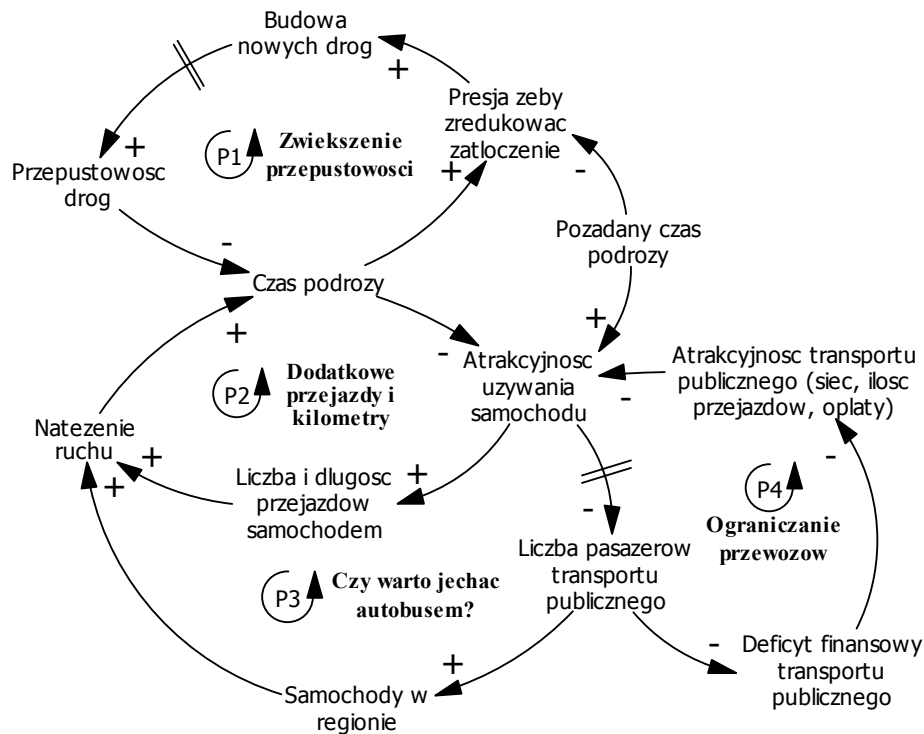 Budowa
nowych drog
+
Presja zeby
zredukowac
zatloczenie
P1
Zwiekszenie
przepustowosci
+
+
-
Przepustowosc
drog
-
Pozadany czas
podrozy
Czas podrozy
+
+
-
Atrakcyjnosc
uzywania
samochodu
-
Atrakcyjnosc transportu
publicznego (siec, ilosc
przejazdow, oplaty)
P2
Dodatkowe
przejazdy i
kilometry
Natezenie
ruchu
+
+
Liczba i dlugosc
przejazdow
samochodem
+
-
-
P4
Ograniczanie
przewozow
Liczba pasazerow
transportu
publicznego
P3
Czy warto jechac
autobusem?
+
-
Deficyt finansowy
transportu
publicznego
Samochody w
regionie